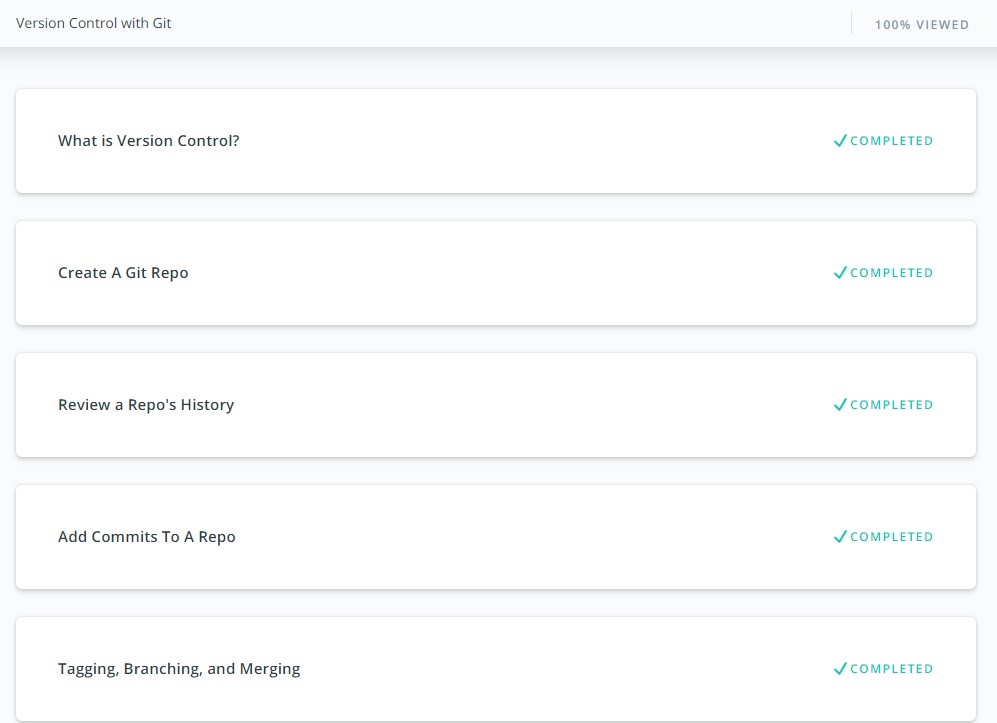 Version Control with Git
100% VIEWED
What is Version Control?
COMPLETED
Create A Git Repo
COMPLETED
Review a Repo's History
COMPLETED
Add Commits To A Repo
COMPLETED
Tagging, Branching, and Merging
COMPLETED